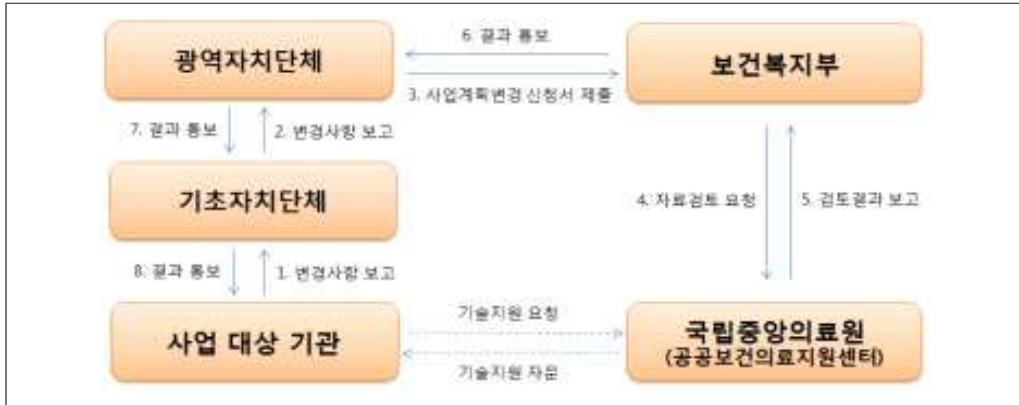 광역자치단체
6. 결과 통보
보건복지부
3. 사업계획변경 신청서 제출
7. 결과 통보
2. 변경사항 보고
기초자치단체
4. 자료검토 요청
5. 검토결과 보고
8. 결과 통보
1. 변경사항 보고
사업 대상 기관
기술지원 요청
기술지원 자문
국립중앙의료원
(공공보건의료지원센터)